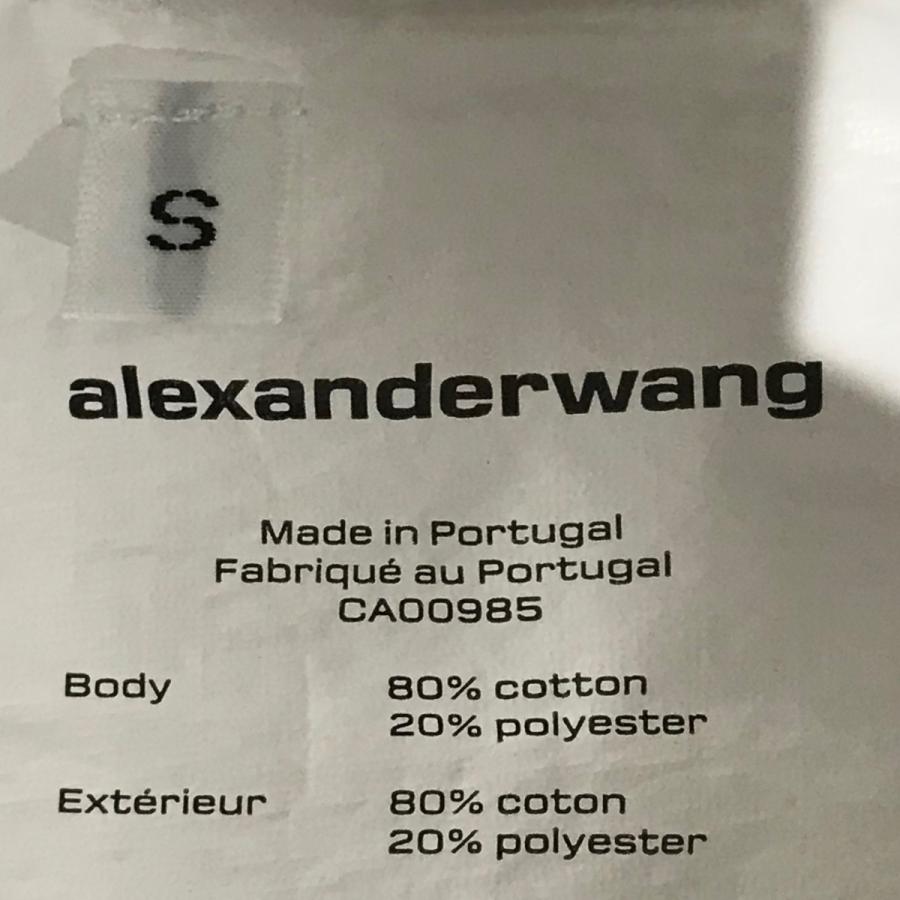 S
alexanderwang
Made in Portugal
Fabriqué au Portugal
CA00985
Body 80% cotton
20% polyester
Extérieur 80% coton
20% polyester